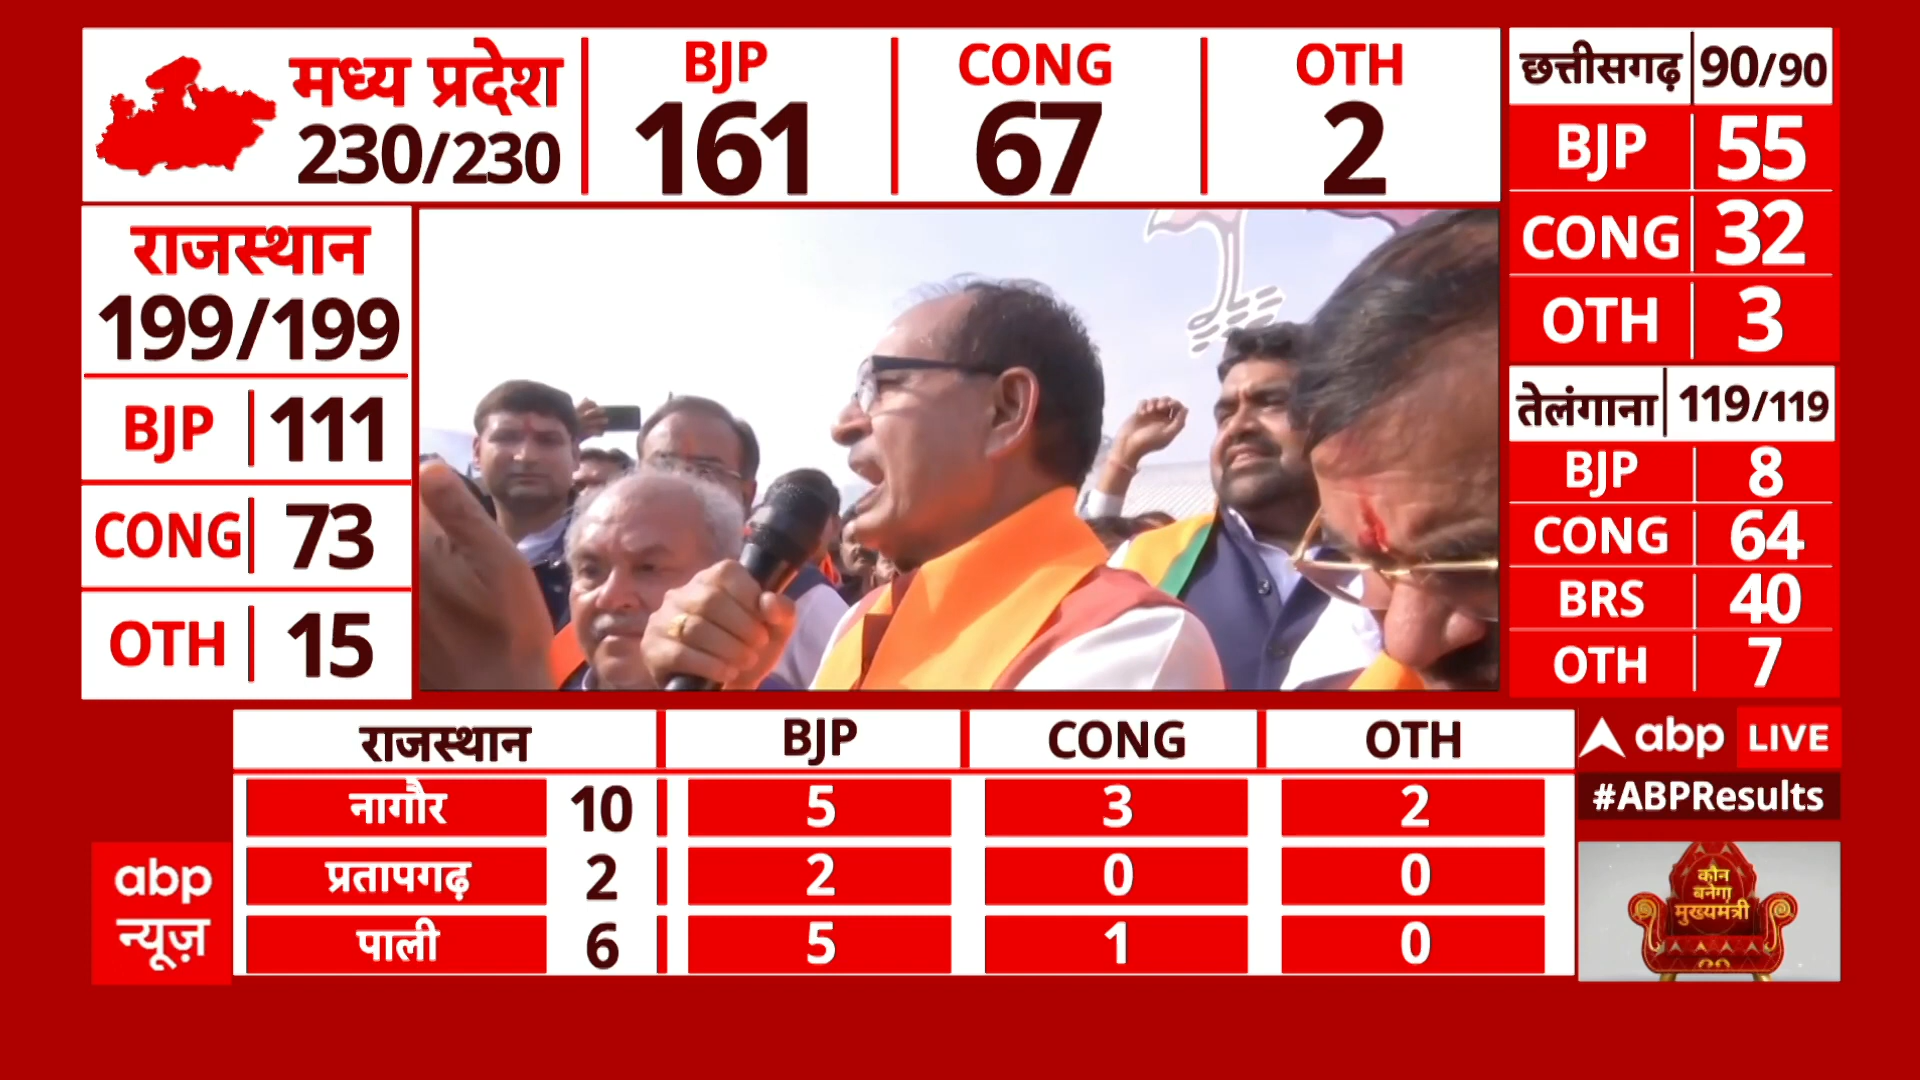 मध्य प्रदेश
230/230
BJP
161
CONG
67
OTH
2
छत्तीसगढ़ 90/90
BJP 55
CONG 32
OTH 3
राजस्थान
199/199
BJP 111
CONG 73
OTH 15
तेलंगाना 119/119
BJP 8
CONG 64
BRS 40
OTH 7
राजस्थान BJP CONG OTH
नागौर 10 5 3 2
प्रतापगढ़ 2 2 0 0
पाली 6 5 1 0
abp LIVE
#ABPResults
abp
न्यूज़
कौन
बनेगा
मुख्यमंत्री